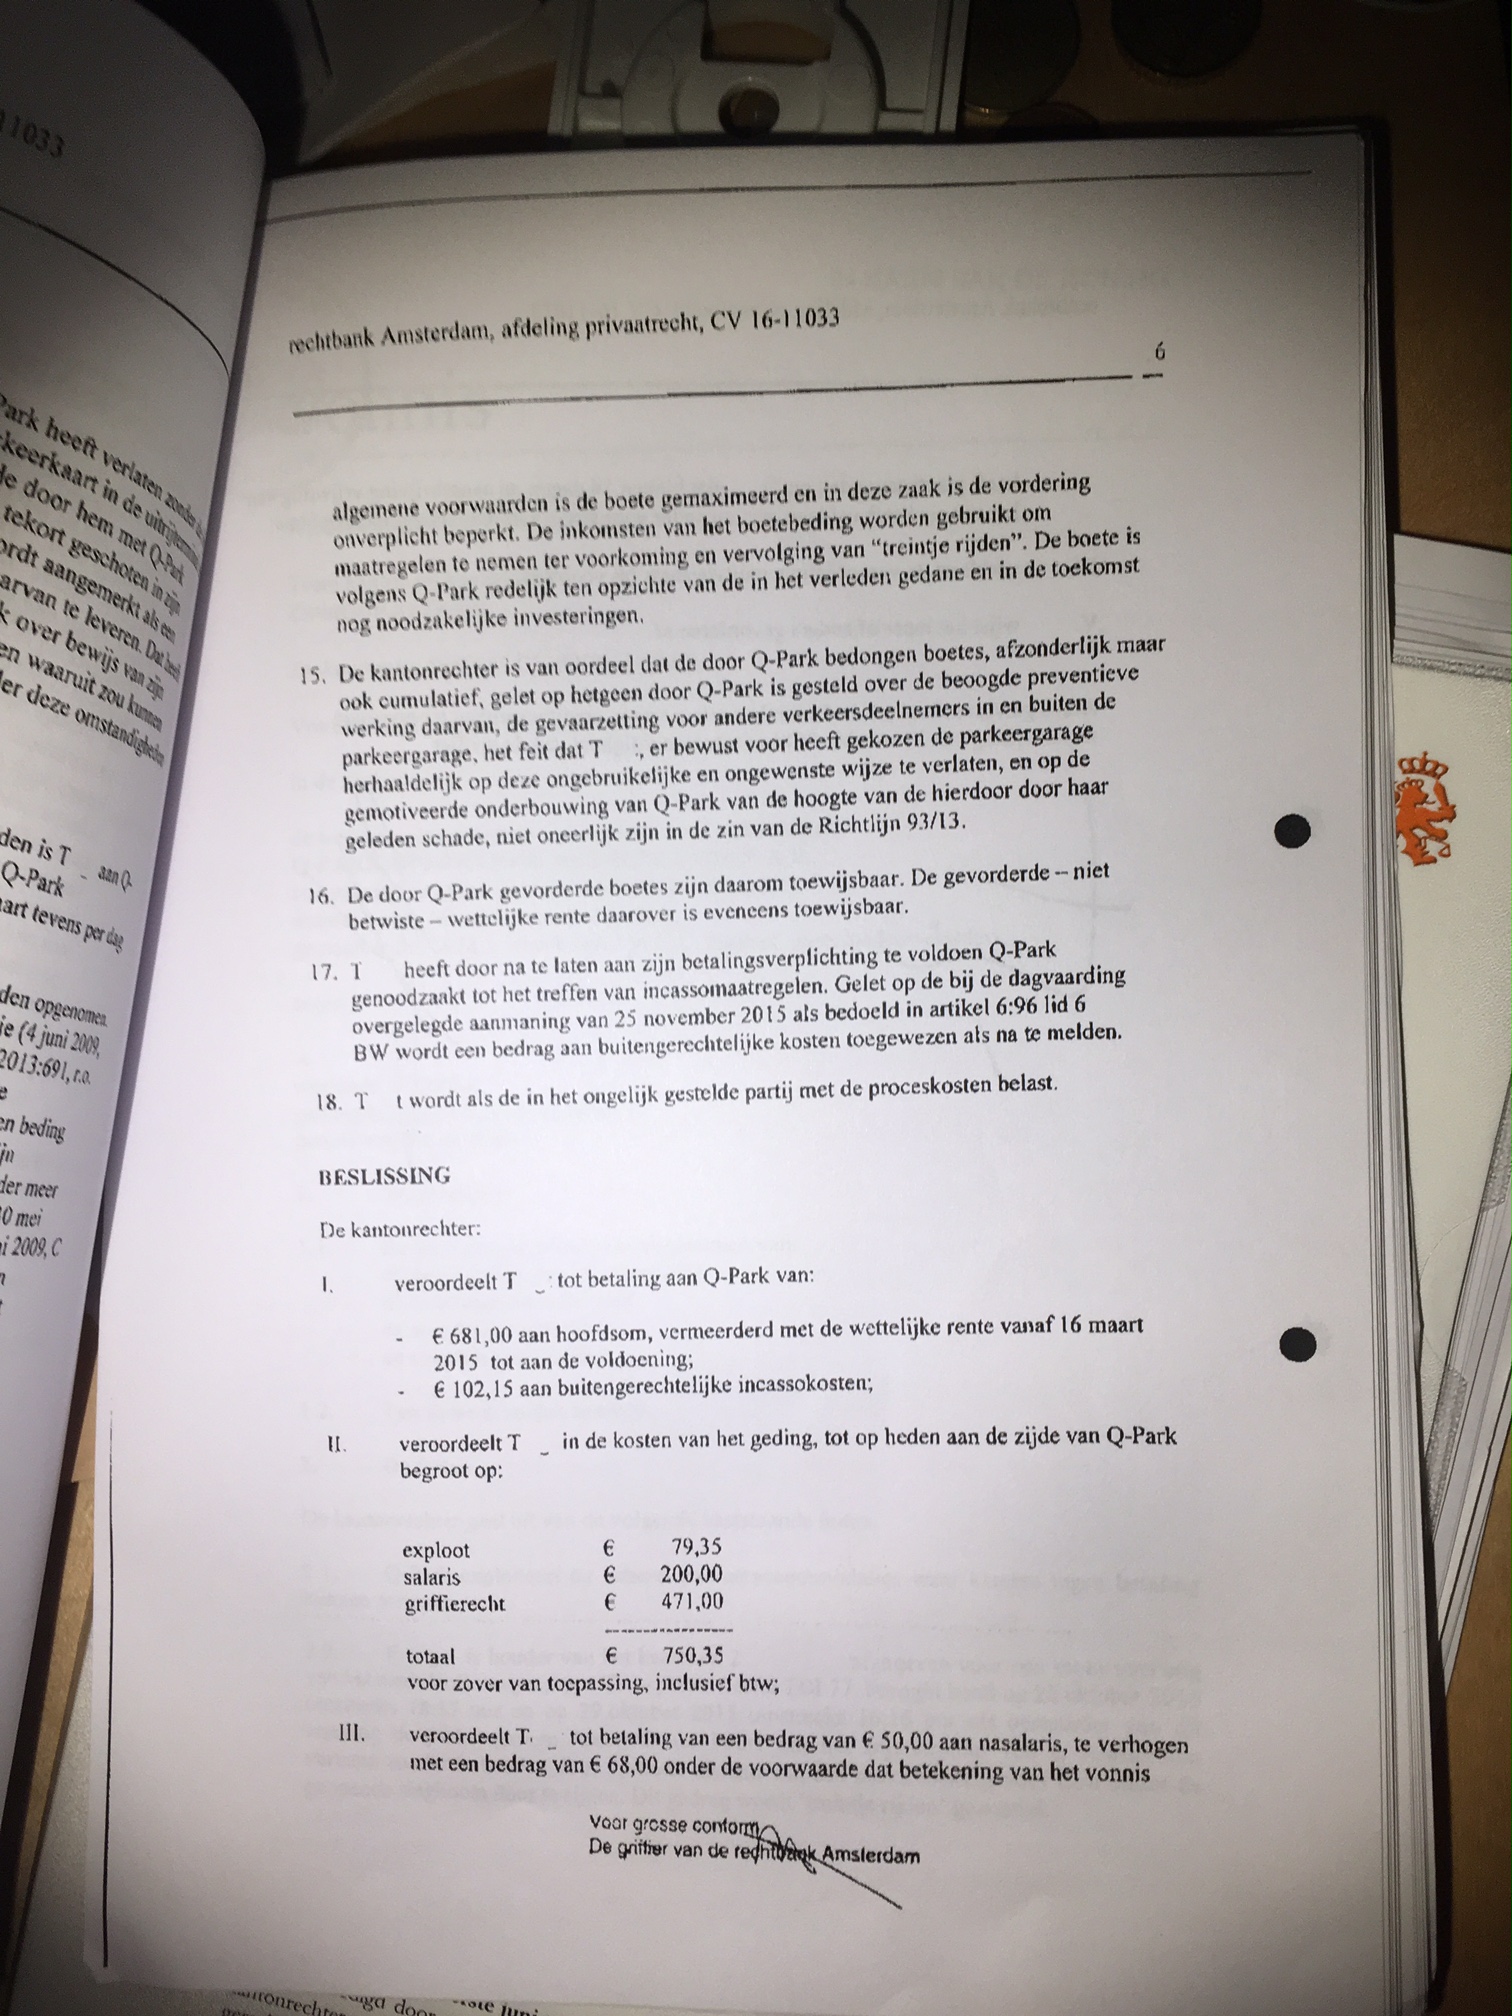 11033
Park heeft verlaten zonder
keerkaart in de uitrijterminal
de door hem met Q-Park
tekort geschoten in zijn
ordt aangemerkt als een
arvan te leveren. Dat heeft
k over bewijs van zijn
en waaruit zou kunnen
der deze omstandigheden
den is T aan Q-
Q-Park
aart tevens per dag
den opgenomen.
ie (4 juni 2009,
2013:691, r.o.
e
en beding
ijn
der meer
30 mei
ni 2009, C
rechtbank Amsterdam, afdeling privaatrecht, CV 16-11033
6
algemene voorwaarden is de boete gemaximeerd en in deze zaak is de vordering
onverplicht beperkt. De inkomsten van het boetebeding worden gebruikt om
maatregelen te nemen ter voorkoming en vervolging van “treintje rijden”. De boete is
volgens Q-Park redelijk ten opzichte van de in het verleden gedane en in de toekomst
nog noodzakelijke investeringen.
15. De kantonrechter is van oordeel dat de door Q-Park bedongen boetes, afzonderlijk maar
ook cumulatief, gelet op hetgeen door Q-Park is gesteld over de beoogde preventieve
werking daarvan, de gevaarzetting voor andere verkeersdeelnemers in en buiten de
parkeergarage, het feit dat T :, er bewust voor heeft gekozen de parkeergarage
herhaaldelijk op deze ongebruikelijke en ongewenste wijze te verlaten, en op de
gemotiveerde onderbouwing van Q-Park van de hoogte van de hierdoor door haar
geleden schade, niet oneerlijk zijn in de zin van de Richtlijn 93/13.
16. De door Q-Park gevorderde boetes zijn daarom toewijsbaar. De gevorderde – niet
betwiste – wettelijke rente daarover is eveneens toewijsbaar.
17. T heeft door na te laten aan zijn betalingsverplichting te voldoen Q-Park
genoodzaakt tot het treffen van incassomaatregelen. Gelet op de bij de dagvaarding
overgelegde aanmaning van 25 november 2015 als bedoeld in artikel 6:96 lid 6
BW wordt een bedrag aan buitengerechtelijke kosten toegewezen als na te melden.
18. T t wordt als de in het ongelijk gestelde partij met de proceskosten belast.
BESLISSING
De kantonrechter:
I. veroordeelt T : tot betaling aan Q-Park van:
- € 681,00 aan hoofdsom, vermeerderd met de wettelijke rente vanaf 16 maart
2015 tot aan de voldoening;
- € 102,15 aan buitengerechtelijke incassokosten;
II. veroordeelt T in de kosten van het geding, tot op heden aan de zijde van Q-Park
begroot op:
exploot € 79,35
salaris € 200,00
griffierecht € 471,00
-----------------
totaal € 750,35
voor zover van toepassing, inclusief btw;
III. veroordeelt T. tot betaling van een bedrag van € 50,00 aan nasalaris, te verhogen
met een bedrag van € 68,00 onder de voorwaarde dat betekening van het vonnis
Voor grosse conform
De griffier van de rechtbank Amsterdam